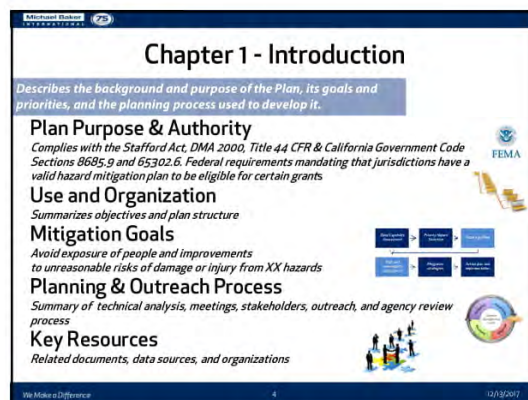 Michael Baker
INTERNATIONAL
75
Chapter 1 - Introduction
Describes the background and purpose of the Plan, its goals and
priorities, and the planning process used to develop it.
Plan Purpose & Authority
Complies with the Stafford Act, DMA 2000, Title 44 CFR & California Government Code
Sections 8685.9 and 65302.6. Federal requirements mandating that jurisdictions have a
valid hazard mitigation plan to be eligible for certain grants
FEMA
Use and Organization
Summarizes objectives and plan structure
Mitigation Goals
Avoid exposure of people and improvements
to unreasonable risks of damage or injury from XX hazards
Planning & Outreach Process
Summary of technical analysis, meetings, stakeholders, outreach, and agency review
process
Key Resources
Related documents, data sources, and organizations
We Make a Difference
4
12/13/2017